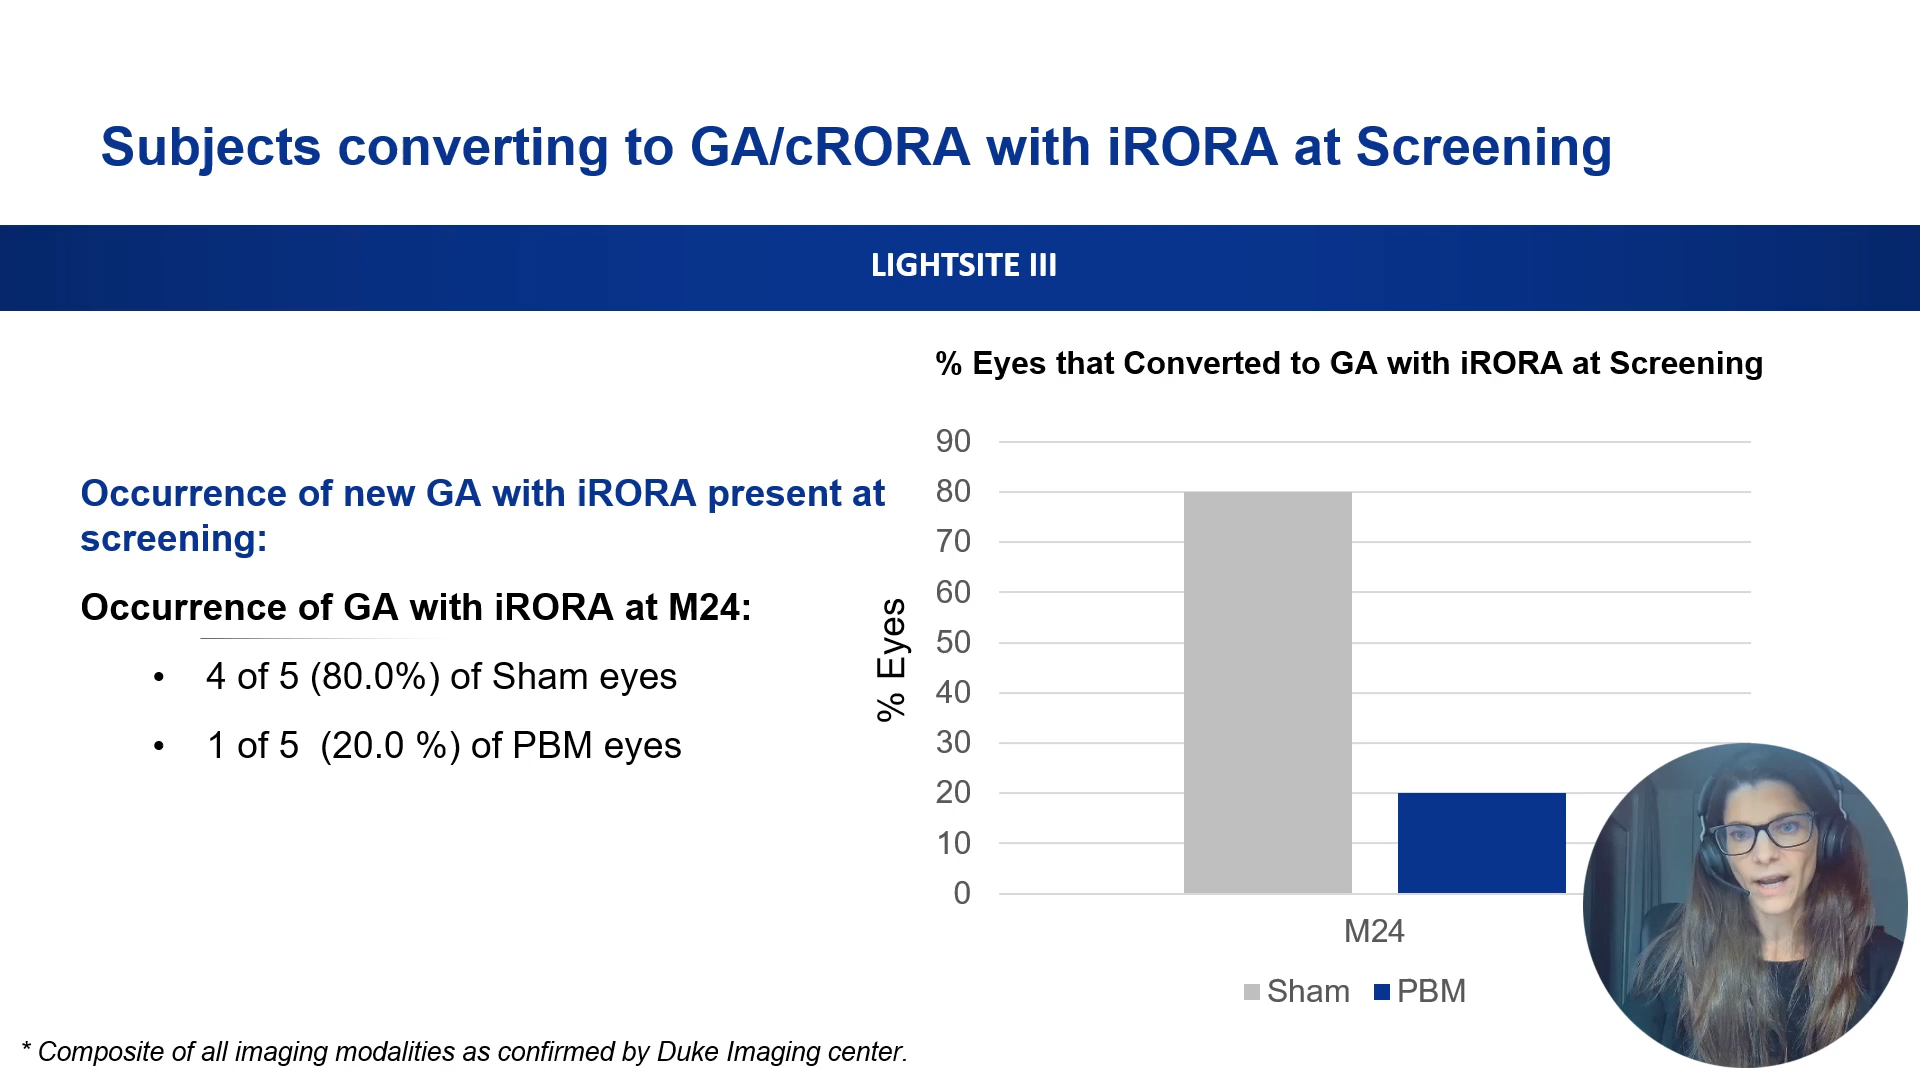 Subjects converting to GA/cRORA with iRORA at Screening
LIGHTSITE III
Occurrence of new GA with iRORA present at
screening:
Occurrence of GA with iRORA at M24:
• 4 of 5 (80.0%) of Sham eyes
• 1 of 5  (20.0 %) of PBM eyes
% Eyes that Converted to GA with iRORA at Screening
% Eyes
90
80
70
60
50
40
30
20
10
0
M24
Sham PBM
* Composite of all imaging modalities as confirmed by Duke Imaging center.